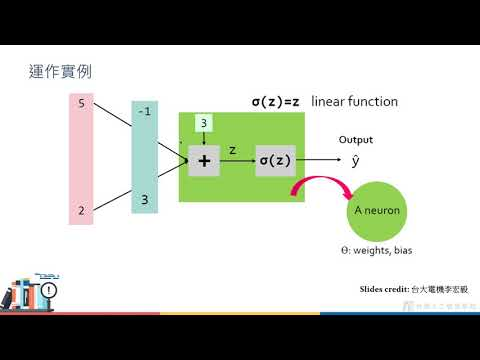 運作實例
σ(z)=z linear function
5
-1
3
Output
+
z
σ(z)
ŷ
2
3
A neuron
Θ: weights, bias
Slides credit: 台大電機李宏毅